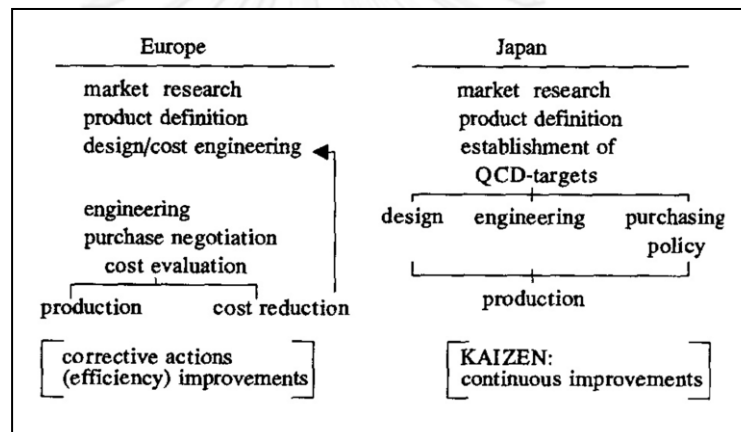 Europe
market research
product definition
design/cost engineering
engineering
purchase negotiation
cost evaluation
production cost reduction
corrective actions
(efficiency) improvements
Japan
market research
product definition
establishment of
QCD-targets
design engineering purchasing
policy
production
KAIZEN:
continuous improvements